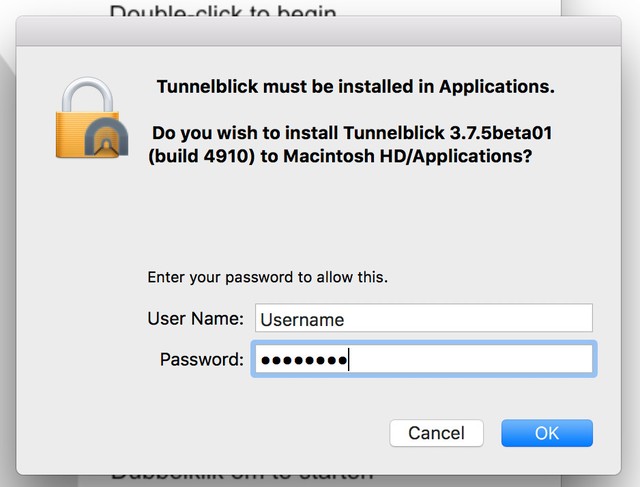 Double-click to begin
Tunnelblick must be installed in Applications.
Do you wish to install Tunnelblick 3.7.5beta01
(build 4910) to Macintosh HD/Applications?
Enter your password to allow this.
User Name: Username
Password: ●●●●●●●●
Cancel OK
Dubbelklik om te starten